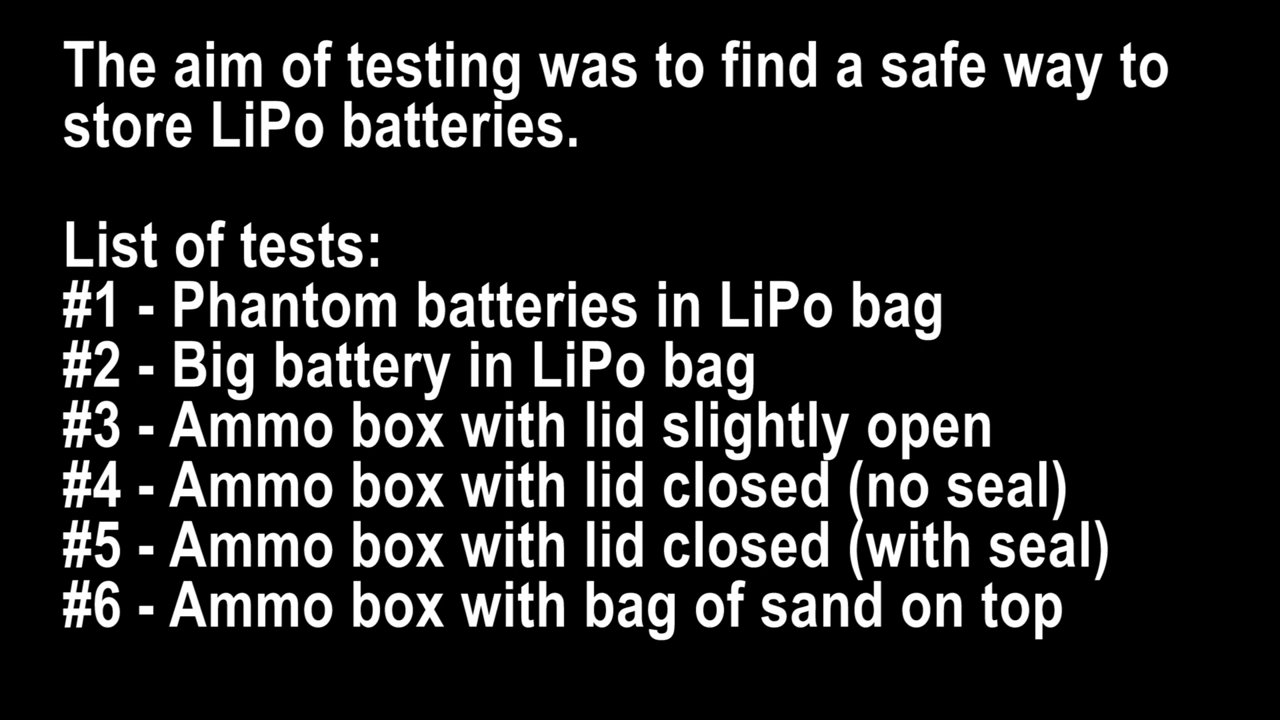 The aim of testing was to find a safe way to
store LiPo batteries.
List of tests:
#1 - Phantom batteries in LiPo bag
#2 - Big battery in LiPo bag
#3 - Ammo box with lid slightly open
#4 - Ammo box with lid closed (no seal)
#5 - Ammo box with lid closed (with seal)
#6 - Ammo box with bag of sand on top